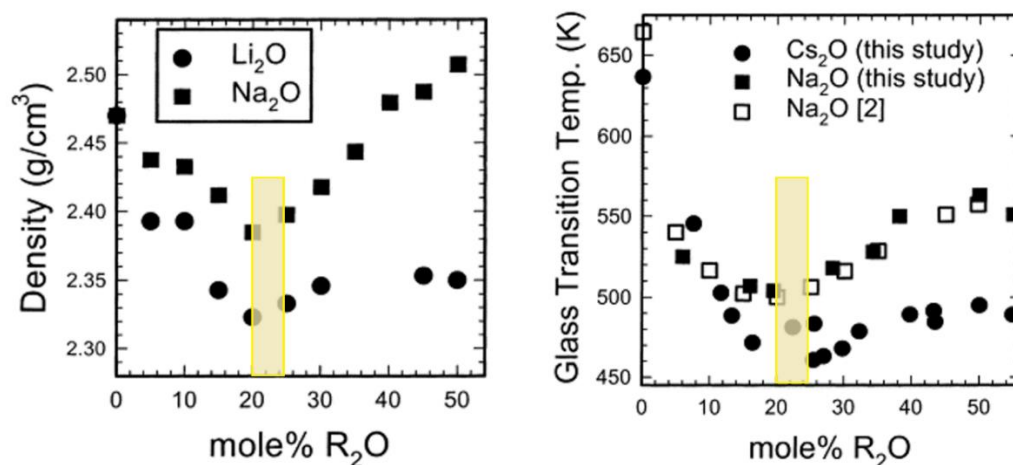 Li₂O
Na₂O
Density (g/cm³)
2.50
2.45
2.40
2.35
2.30
0 10 20 30 40 50
mole% R₂O
Cs₂O (this study)
Na₂O (this study)
Na₂O [2]
Glass Transition Temp. (K)
650
600
550
500
450
0 10 20 30 40 50
mole% R₂O